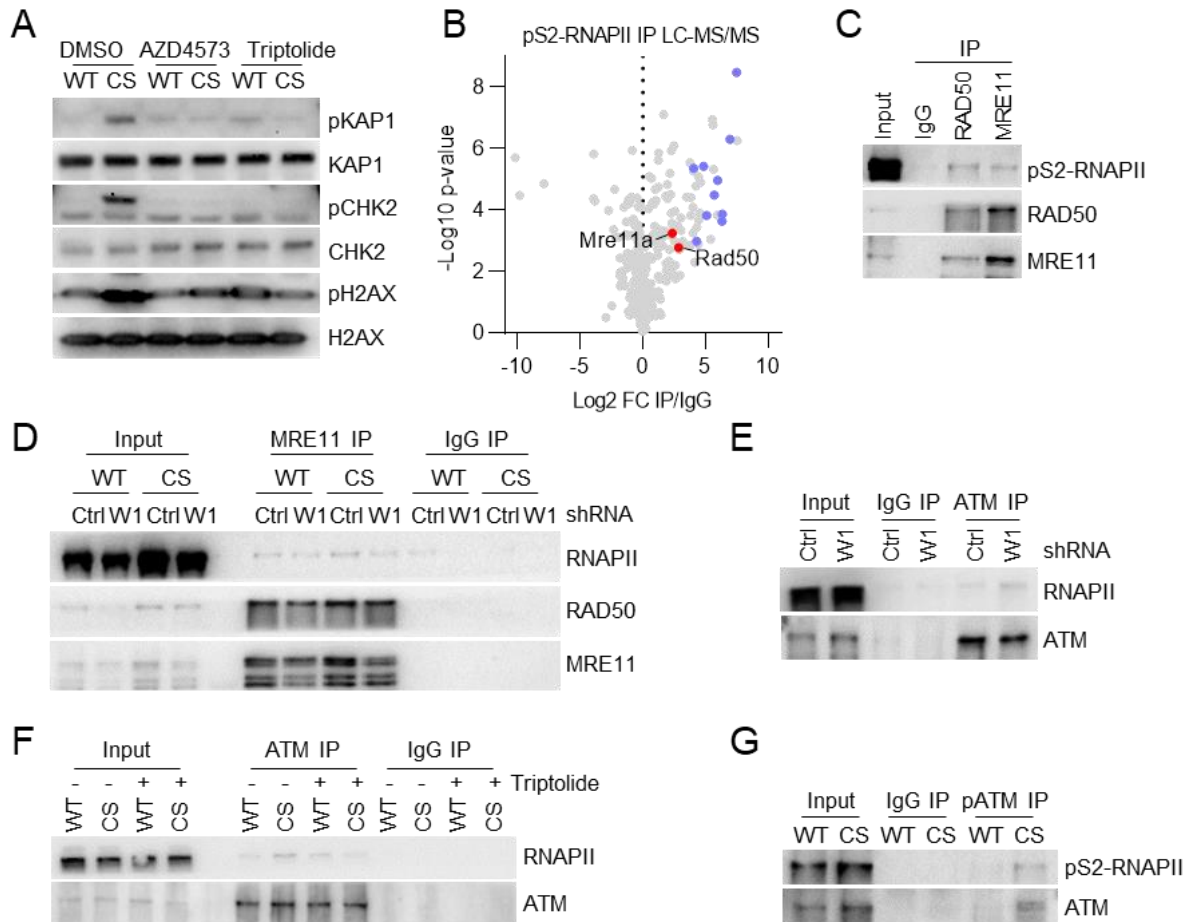 A
DMSO AZD4573 Triptolide
WT CS WT CS WT CS
pKAP1
KAP1
pCHK2
CHK2
pH2AX
H2AX
B
pS2-RNAPII IP LC-MS/MS
-Log10 p-value
8
6
4
2
0
Mre11a
Rad50
-10 -5 0 5 10
Log2 FC IP/IgG
C
IP
Input IgG RAD50 MRE11
pS2-RNAPII
RAD50
MRE11
D
Input MRE11 IP IgG IP
WT CS WT CS WT CS
Ctrl W1 Ctrl W1 Ctrl W1 Ctrl W1 Ctrl W1 Ctrl W1 shRNA
RNAPII
RAD50
MRE11
E
Input IgG IP ATM IP
Ctrl W1 Ctrl W1 Ctrl W1 shRNA
RNAPII
ATM
F
Input ATM IP IgG IP
- - + + - - + + - - + + Triptolide
WT CS WT CS WT CS WT CS WT CS WT CS
RNAPII
ATM
G
Input IgG IP pATM IP
WT CS WT CS WT CS
pS2-RNAPII
ATM